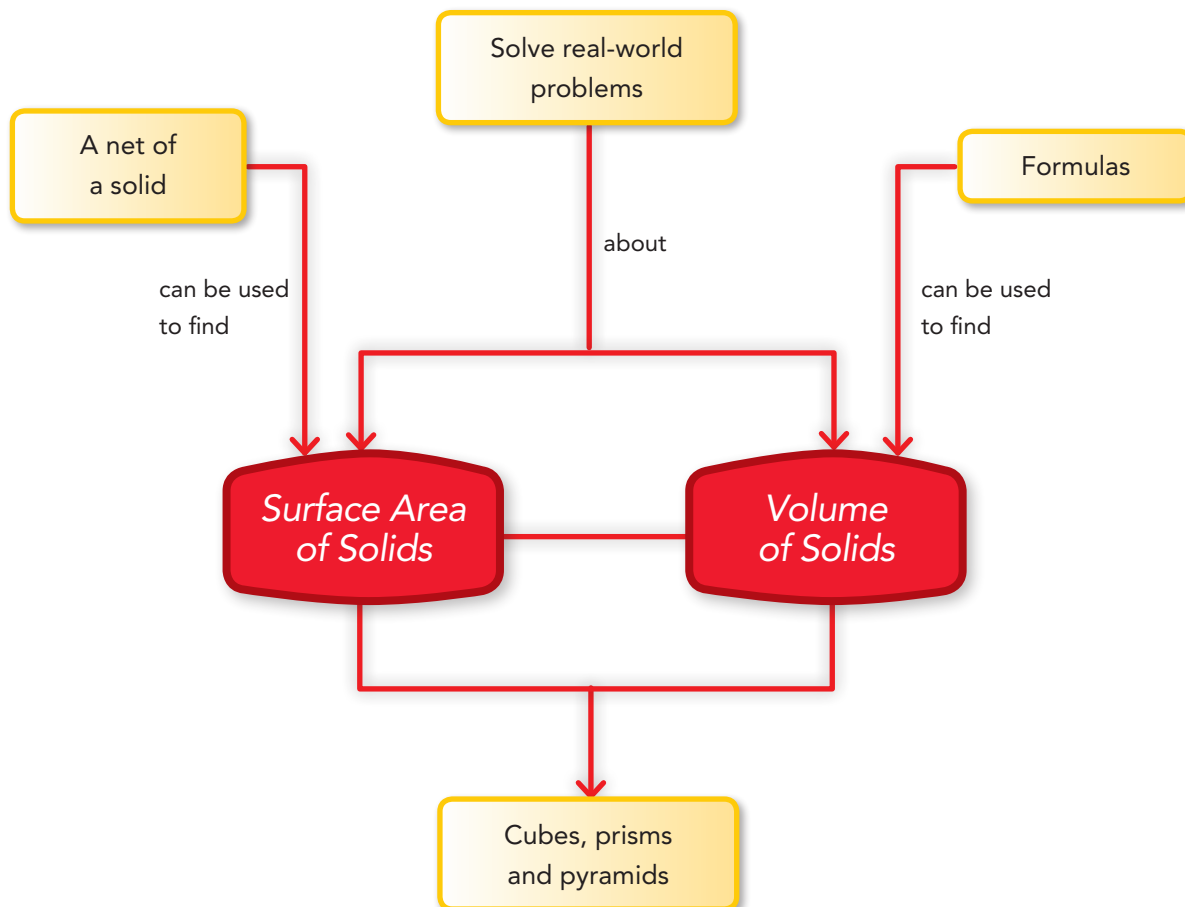 Solve real-world
problems
A net of
a solid
Formulas
about
can be used
to find
can be used
to find
Surface Area
of Solids
Volume
of Solids
Cubes, prisms
and pyramids